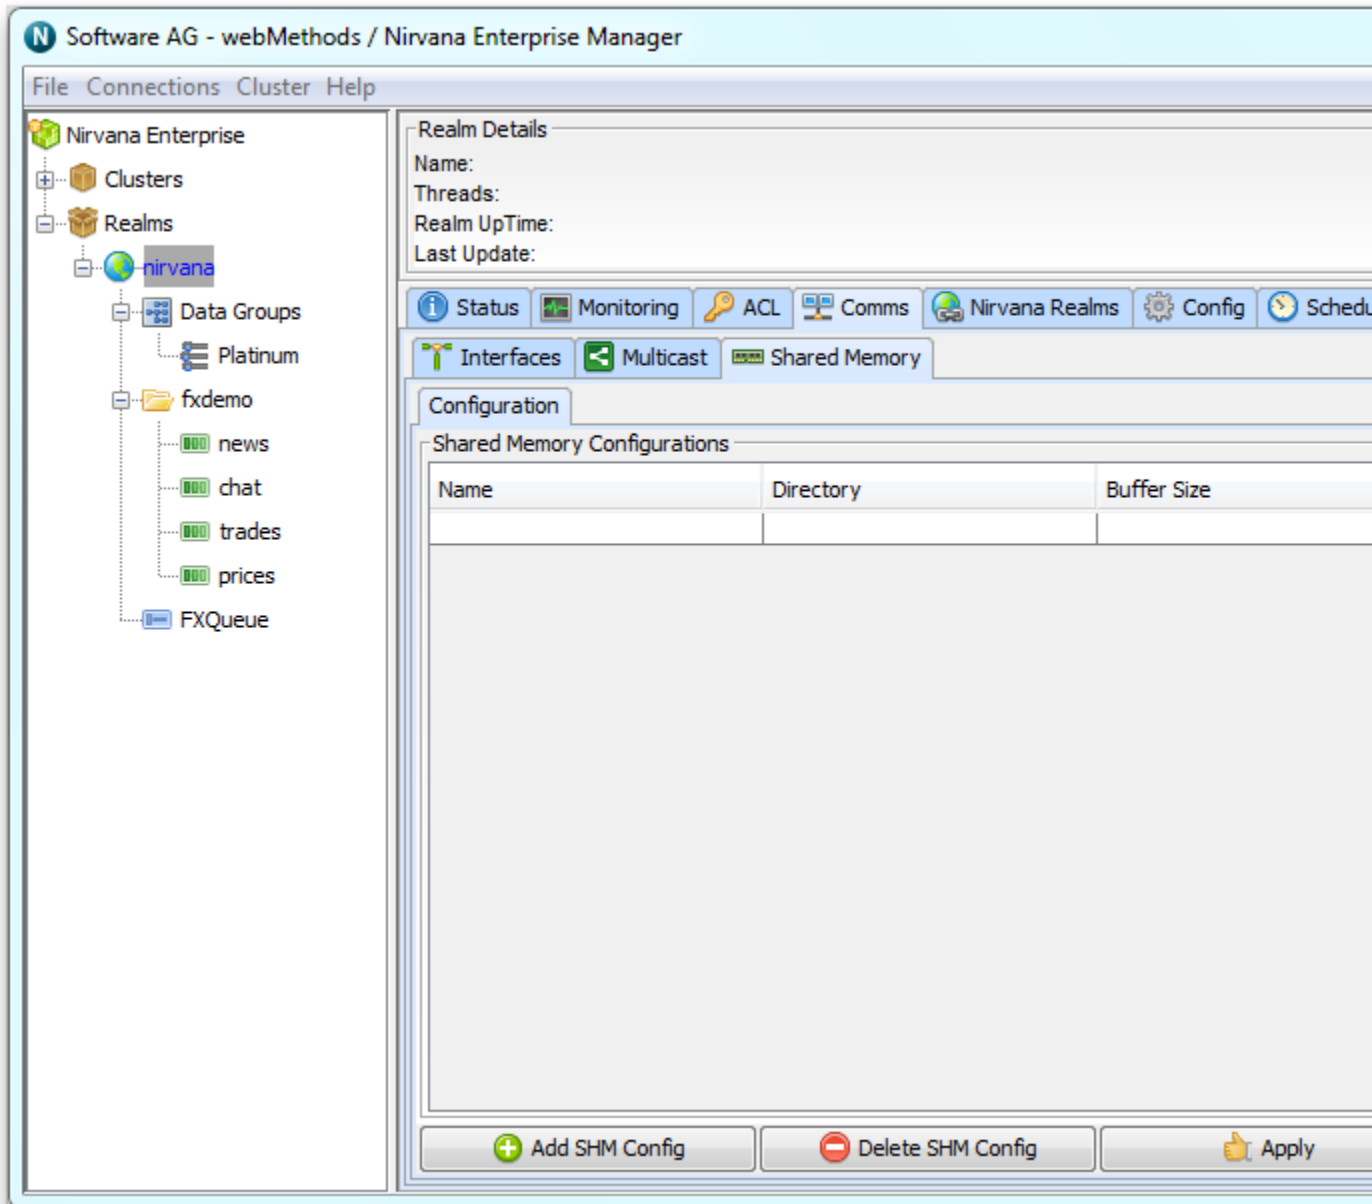 N Software AG - webMethods / Nirvana Enterprise Manager
File Connections Cluster Help
Nirvana Enterprise
Clusters
Realms
nirvana
Data Groups
Platinum
fxdemo
news
chat
trades
prices
FXQueue
Realm Details
Name:
Threads:
Realm UpTime:
Last Update:
Status Monitoring ACL Comms Nirvana Realms Config Schedu
Interfaces Multicast Shared Memory
Configuration
Shared Memory Configurations
Name Directory Buffer Size
Add SHM Config Delete SHM Config Apply